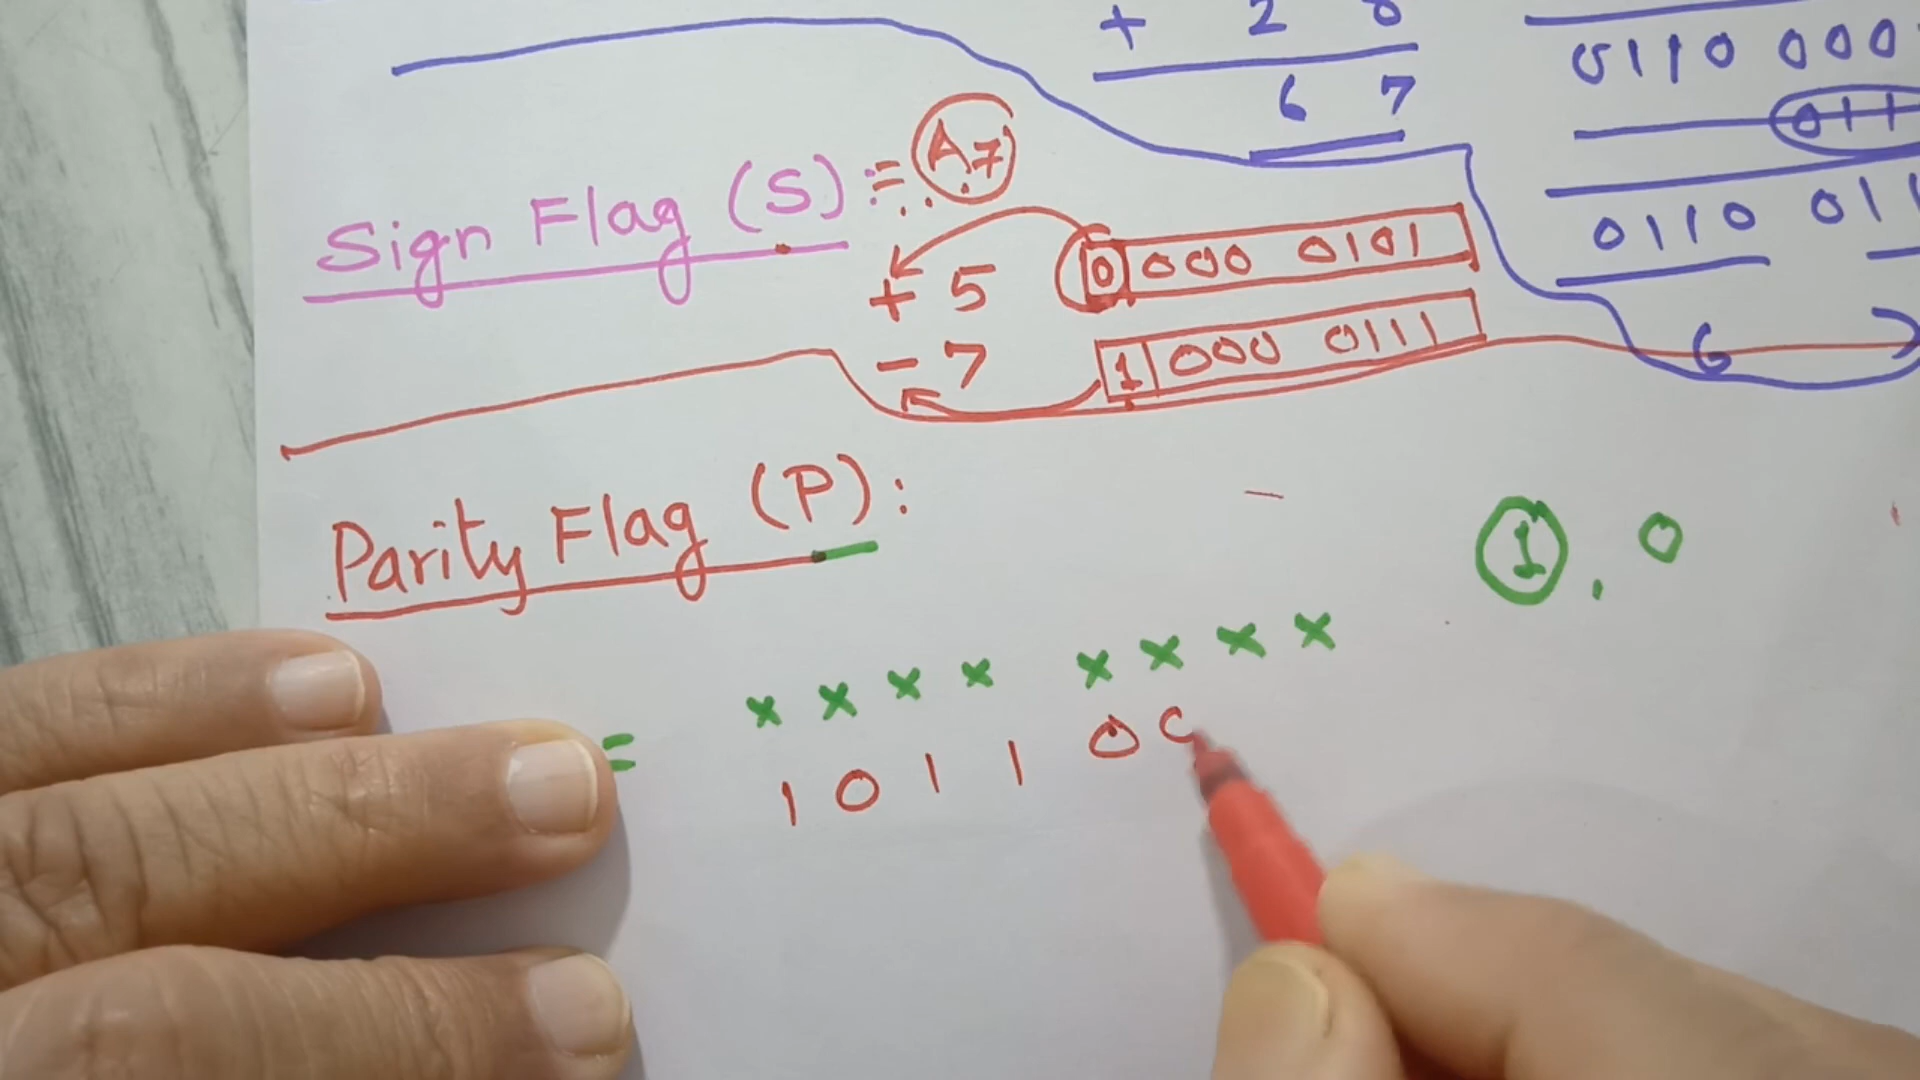 + 2 8
6 7
0110 000
011
0110 011
6
Sign Flag (S) := A.7
+ 5 0 000 0101
- 7 1 000 0111
Parity Flag (P):
1 , 0
x x x x x x x x
= 1 0 1 1 0 0